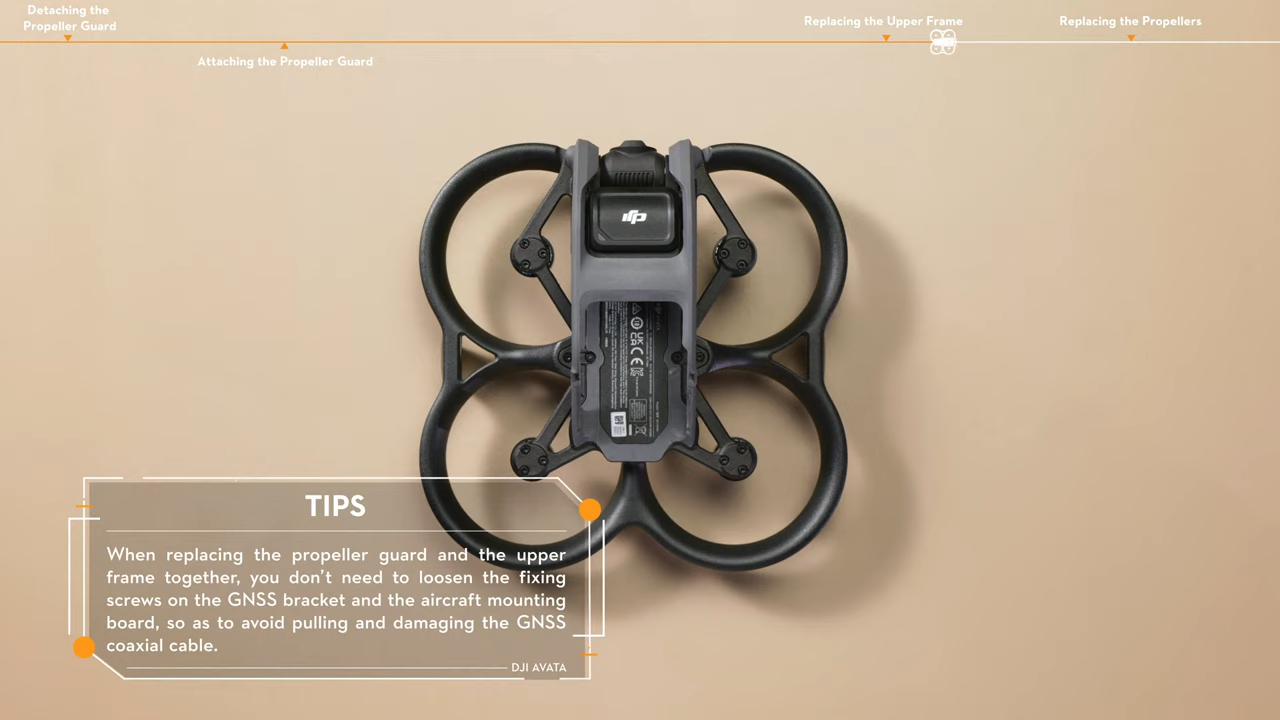 Detaching the
Propeller Guard
Attaching the Propeller Guard
Replacing the Upper Frame
Replacing the Propellers
dji
TIPS
When replacing the propeller guard and the upper
frame together, you don't need to loosen the fixing
screws on the GNSS bracket and the aircraft mounting
board, so as to avoid pulling and damaging the GNSS
coaxial cable.
DJI AVATA